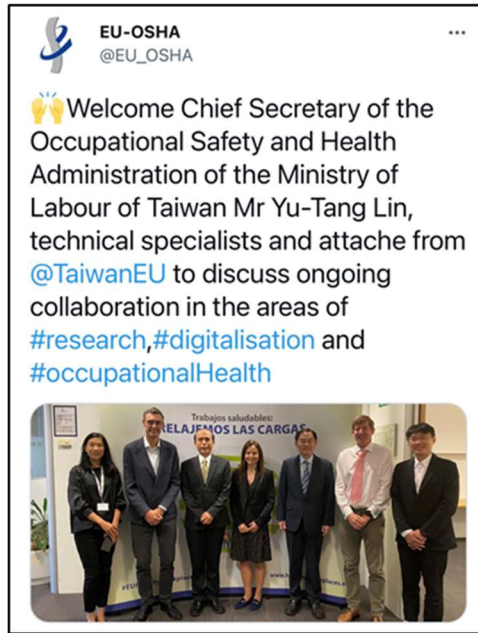 EU-OSHA
@EU_OSHA
Welcome Chief Secretary of the
Occupational Safety and Health
Administration of the Ministry of
Labour of Taiwan Mr Yu-Tang Lin,
technical specialists and attache from
@TaiwanEU to discuss ongoing
collaboration in the areas of
#research,#digitalisation and
#occupationalHealth
Trabajos saludables:
RELAJEMOS LAS CARGAS